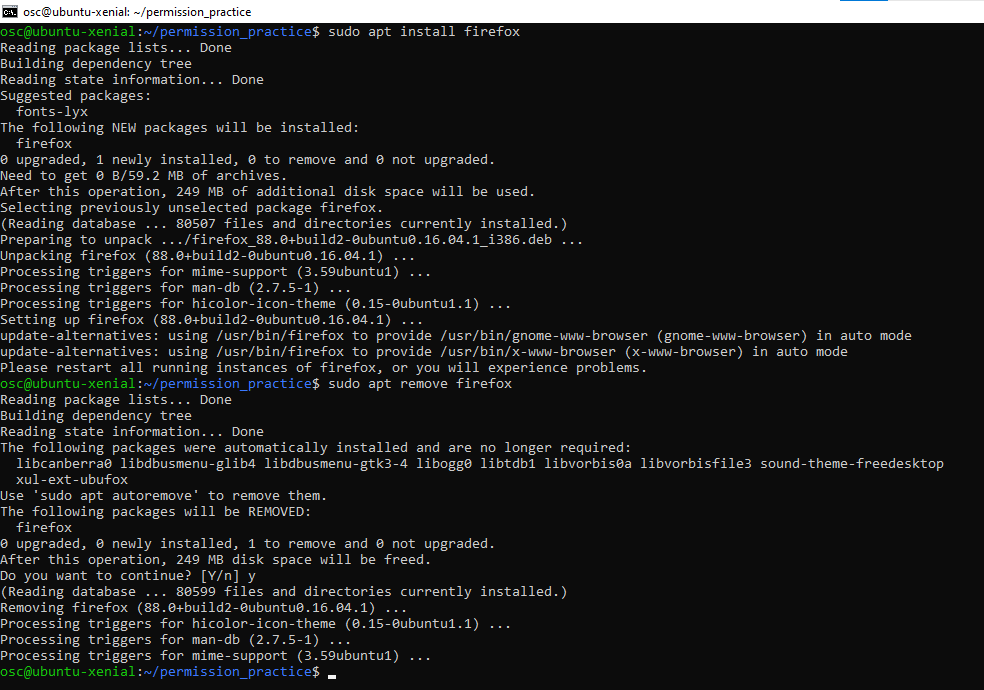 osc@ubuntu-xenial: ~/permission_practice
osc@ubuntu-xenial:~/permission_practice$ sudo apt install firefox
Reading package lists... Done
Building dependency tree
Reading state information... Done
Suggested packages:
  fonts-lyx
The following NEW packages will be installed:
  firefox
0 upgraded, 1 newly installed, 0 to remove and 0 not upgraded.
Need to get 0 B/59.2 MB of archives.
After this operation, 249 MB of additional disk space will be used.
Selecting previously unselected package firefox.
(Reading database ... 80507 files and directories currently installed.)
Preparing to unpack .../firefox_88.0+build2-0ubuntu0.16.04.1_i386.deb ...
Unpacking firefox (88.0+build2-0ubuntu0.16.04.1) ...
Processing triggers for mime-support (3.59ubuntu1) ...
Processing triggers for man-db (2.7.5-1) ...
Processing triggers for hicolor-icon-theme (0.15-0ubuntu1.1) ...
Setting up firefox (88.0+build2-0ubuntu0.16.04.1) ...
update-alternatives: using /usr/bin/firefox to provide /usr/bin/gnome-www-browser (gnome-www-browser) in auto mode
update-alternatives: using /usr/bin/firefox to provide /usr/bin/x-www-browser (x-www-browser) in auto mode
Please restart all running instances of firefox, or you will experience problems.
osc@ubuntu-xenial:~/permission_practice$ sudo apt remove firefox
Reading package lists... Done
Building dependency tree
Reading state information... Done
The following packages were automatically installed and are no longer required:
  libcanberra0 libdbusmenu-glib4 libdbusmenu-gtk3-4 libogg0 libtdb1 libvorbis0a libvorbisfile3 sound-theme-freedesktop
  xul-ext-ubufox
Use 'sudo apt autoremove' to remove them.
The following packages will be REMOVED:
  firefox
0 upgraded, 0 newly installed, 1 to remove and 0 not upgraded.
After this operation, 249 MB disk space will be freed.
Do you want to continue? [Y/n] y
(Reading database ... 80599 files and directories currently installed.)
Removing firefox (88.0+build2-0ubuntu0.16.04.1) ...
Processing triggers for hicolor-icon-theme (0.15-0ubuntu1.1) ...
Processing triggers for man-db (2.7.5-1) ...
Processing triggers for mime-support (3.59ubuntu1) ...
osc@ubuntu-xenial:~/permission_practice$